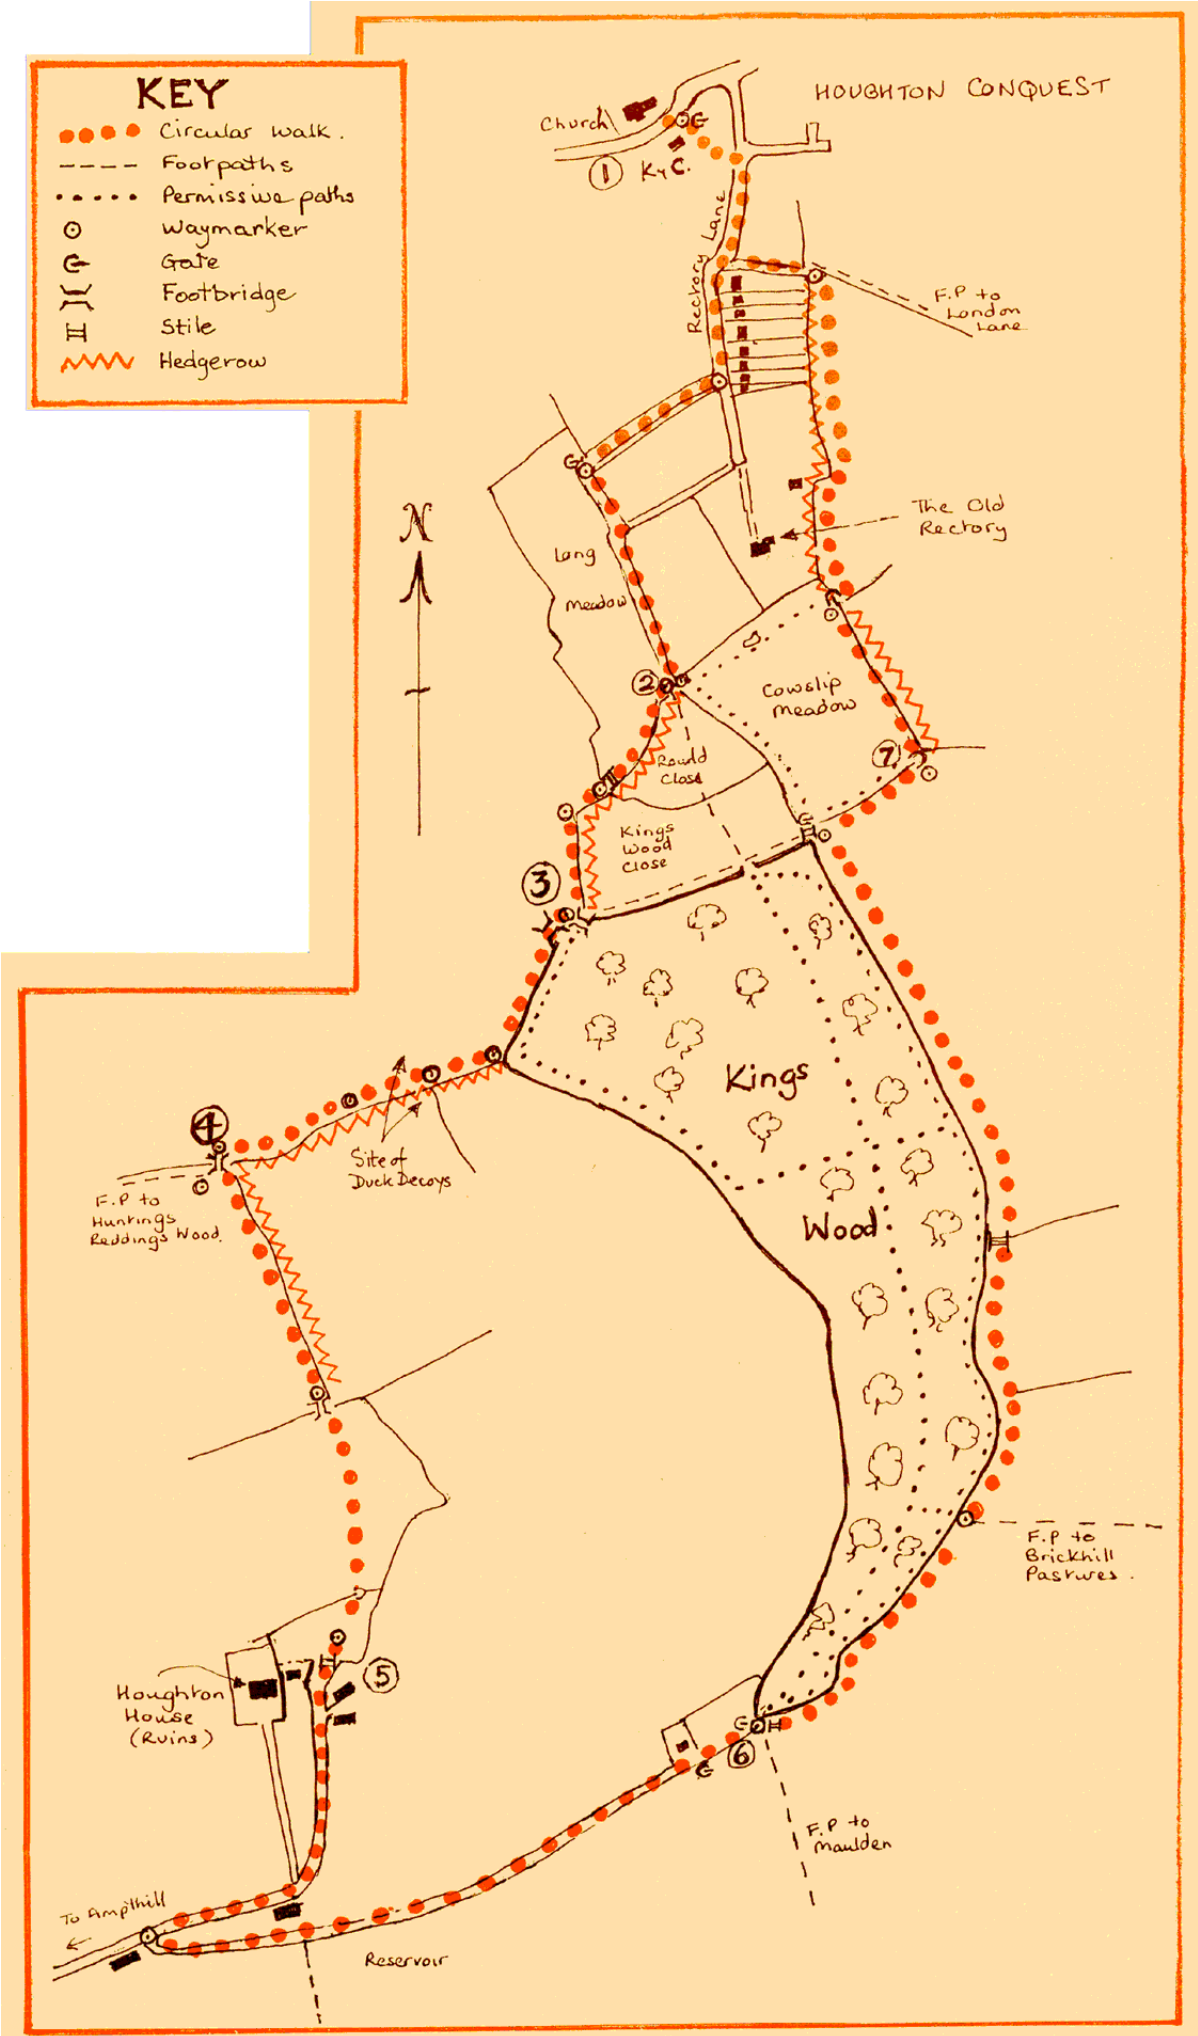 KEY
Circular walk.
Footpaths
Permissive paths
Waymarker
Gate
Footbridge
Stile
Hedgerow
HOUGHTON CONQUEST
Church
1
K & C.
Rectory Lane
F.P to
London
Lane
N
The Old
Rectory
Long
meadow
2
Cowslip
Meadow
7
Round
Close
Kings
Wood
Close
3
Kings
Wood
4
Site of
Duck Decoys
F.P to
Huntings
Reddings Wood.
F.P to
Brickhill
Pastures.
5
Houghton
House
(Ruins)
6
F.P to
Maulden
To Ampthill
Reservoir